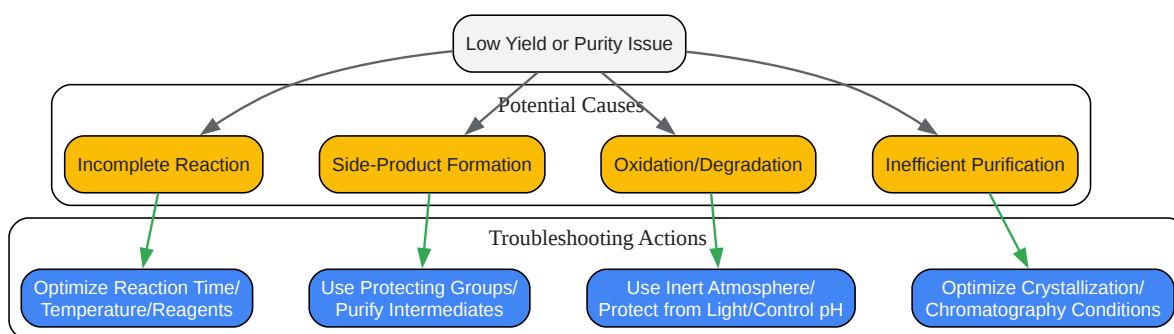 Low Yield or Purity Issue
Potential Causes
Incomplete Reaction
Side-Product Formation
Oxidation/Degradation
Inefficient Purification
Troubleshooting Actions
Optimize Reaction Time/
Temperature/Reagents
Use Protecting Groups/
Purify Intermediates
Use Inert Atmosphere/
Protect from Light/Control pH
Optimize Crystallization/
Chromatography Conditions